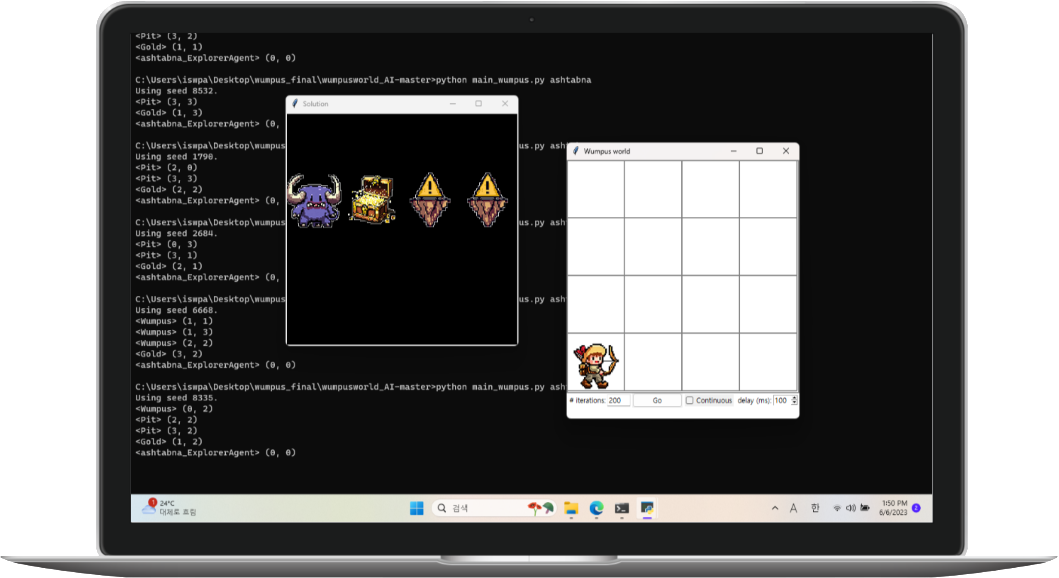 <Pit> (3, 2)
<Gold> (1, 1)
<ashtabna_ExplorerAgent> (0, 0)
C:\Users\iswpa\Desktop\wumpus_final\wumpusworld_AI-master>python main_wumpus.py ashtabna
Using seed 8532.
<Pit> (3, 3)
<Gold> (1, 3)
<ashtabna_ExplorerAgent> (0,
Solution
C:\Users\iswpa\Desktop\wumpus
us.py ash
Using seed 1790.
<Pit> (2, 0)
<Pit> (3, 3)
<Gold> (2, 2)
<ashtabna_ExplorerAgent> (0,
C:\Users\iswpa\Desktop\wumpus
us.py ash
Using seed 2684.
<Pit> (0, 3)
<Pit> (3, 1)
<Gold> (2, 1)
<ashtabna_ExplorerAgent> (0,
C:\Users\iswpa\Desktop\wumpus
us.py ash
Using seed 6668.
<Wumpus> (1, 1)
<Wumpus> (1, 3)
<Wumpus> (2, 2)
<Gold> (3, 2)
<ashtabna_ExplorerAgent> (0, 0)
C:\Users\iswpa\Desktop\wumpus_final\wumpusworld_AI-master>python main_wumpus.py ash
Using seed 8335.
<Wumpus> (0, 2)
<Pit> (2, 2)
<Pit> (3, 2)
<Gold> (1, 2)
<ashtabna_ExplorerAgent> (0, 0)
Wumpus world
# iterations: 200 Go Continuous delay (ms): 100
1
24°C
대체로 흐림
검색
A 한
1:50 PM
6/6/2023